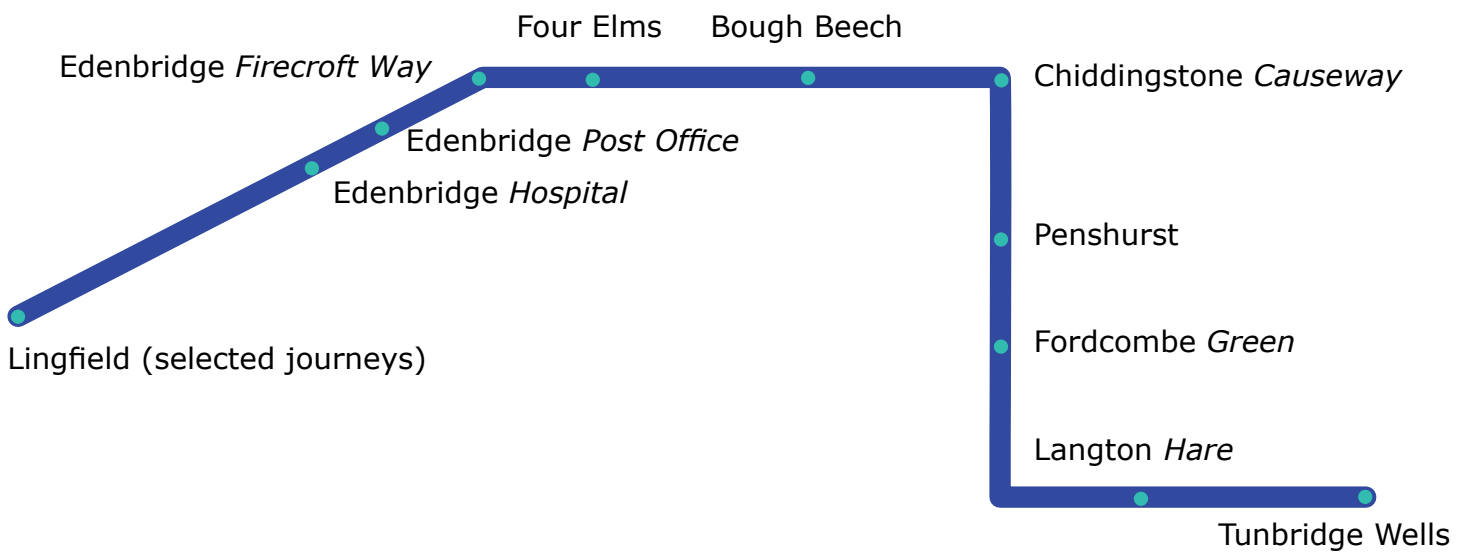 Four Elms
Bough Beech
Edenbridge Firecroft Way
Chiddingstone Causeway
Edenbridge Post Office
Edenbridge Hospital
Penshurst
Fordcombe Green
Lingfield (selected journeys)
Langton Hare
Tunbridge Wells